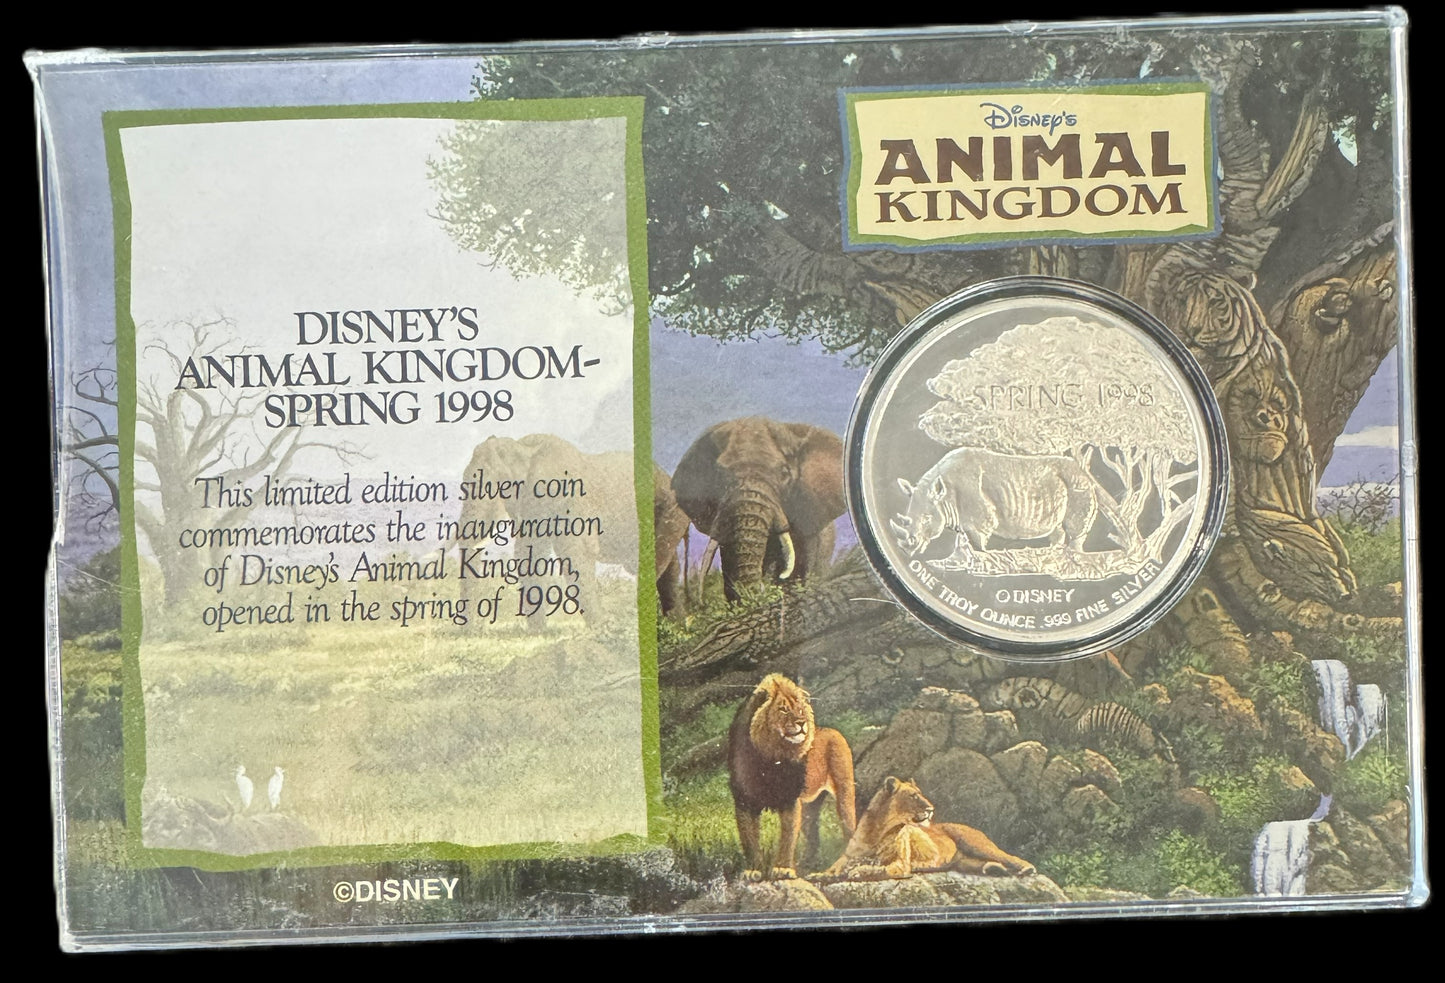 Disney's
ANIMAL
KINGDOM
DISNEY'S
ANIMAL KINGDOM-
SPRING 1998
This limited edition silver coin
commemorates the inauguration
of Disney's Animal Kingdom,
opened in the spring of 1998.
SPRING 1998
©DISNEY
ONE TROY OUNCE .999 FINE SILVER
©DISNEY